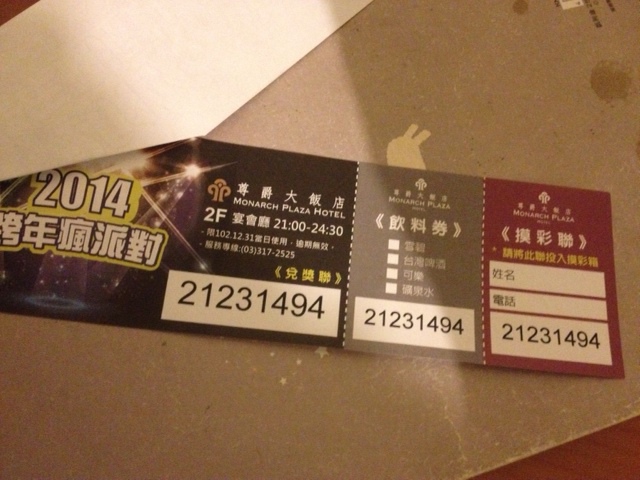 2014
跨年瘋派對
尊爵大飯店
MONARCH PLAZA HOTEL
2F 宴會廳 21:00-24:30
限102.12.31當日使用，逾期無效。
服務專線:(03)317-2525
《兌獎聯》
21231494
尊爵大飯店
MONARCH PLAZA
HOTEL
《飲料券》
雪碧
台灣啤酒
可樂
礦泉水
21231494
尊爵大飯店
MONARCH PLAZA
HOTEL
《摸彩聯》
*請將此聯投入摸彩箱
姓名
電話
21231494